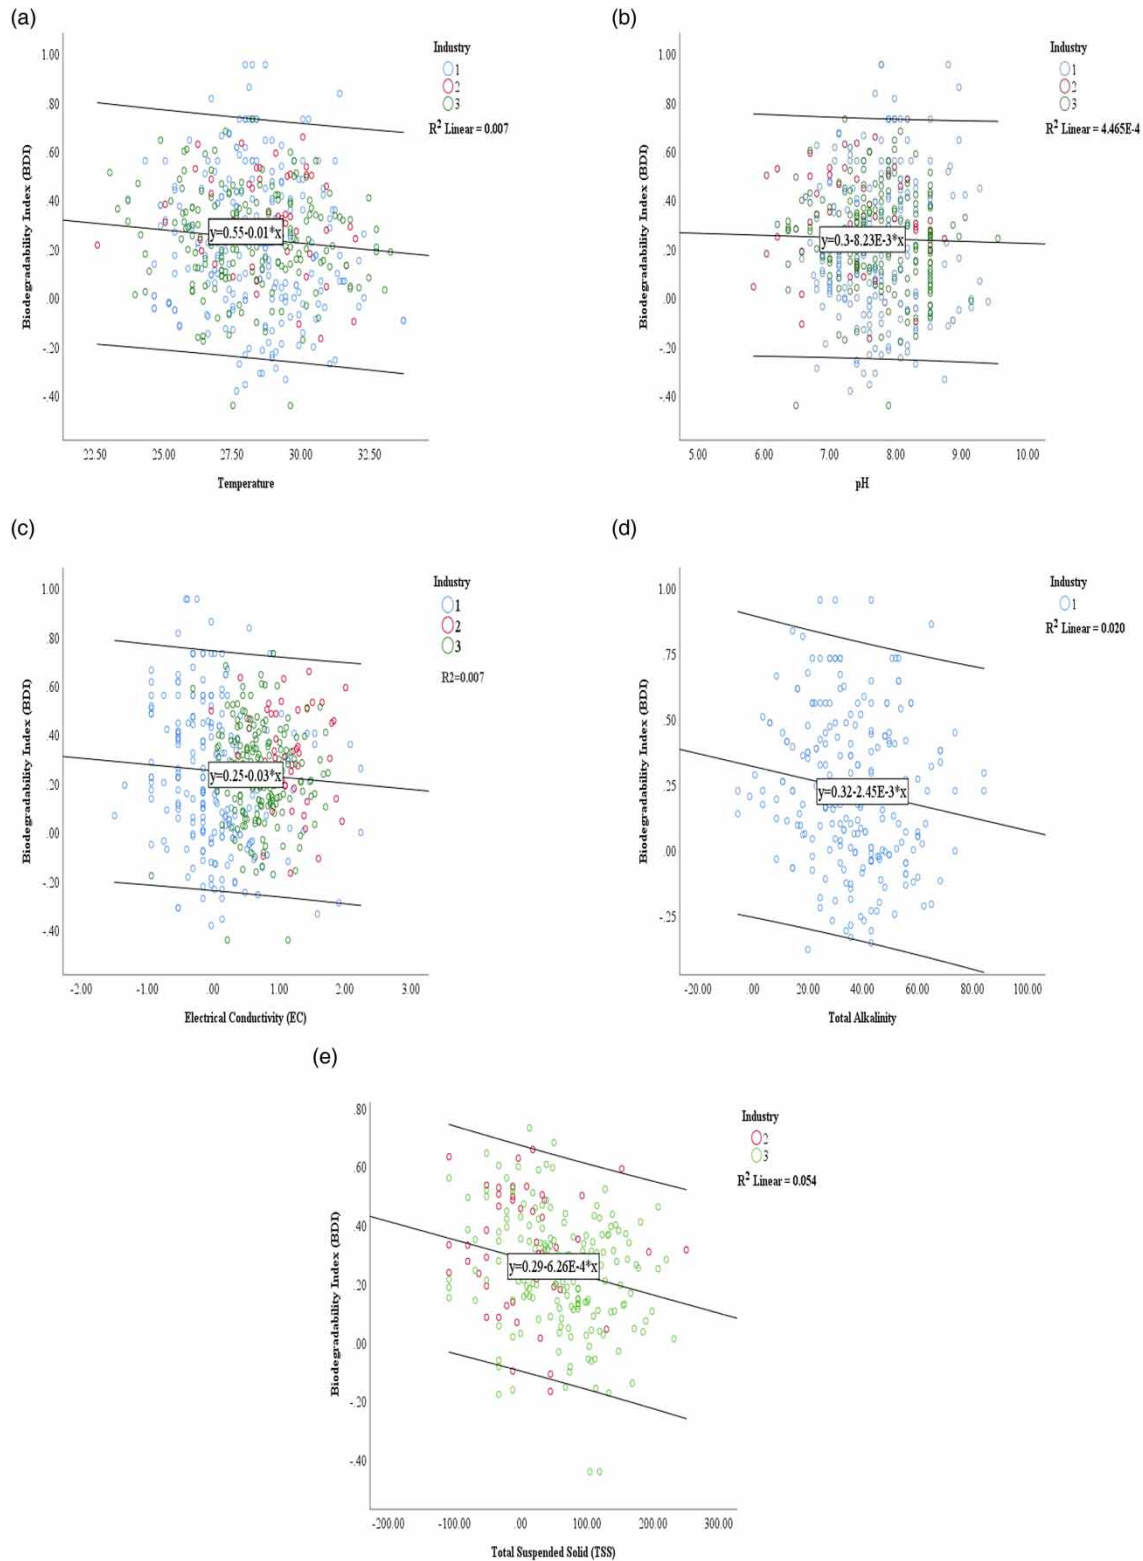 (a)
Biodegradability Index (BDI)
1.00
.80
.60
.40
.20
.00
-.20
-.40
y=0.55-0.01*x
22.50 25.00 27.50 30.00 32.50
Temperature
Industry
1
2
3
R² Linear = 0.007
(b)
Biodegradability Index (BDI)
1.00
.80
.60
.40
.20
.00
-.20
-.40
y=0.3-8.23E-3*x
5.00 6.00 7.00 8.00 9.00 10.00
pH
Industry
1
2
3
R² Linear = 4.465E-4
(c)
Biodegradability Index (BDI)
1.00
.80
.60
.40
.20
.00
-.20
-.40
y=0.25-0.03*x
-2.00 -1.00 .00 1.00 2.00 3.00
Electrical Conductivity (EC)
Industry
1
2
3
R2=0.007
(d)
Biodegradability Index (BDI)
1.00
.75
.50
.25
.00
-.25
y=0.32-2.45E-3*x
-20.00 .00 20.00 40.00 60.00 80.00 100.00
Total Alkalinity
Industry
1
R² Linear = 0.020
(e)
Biodegradability Index (BDI)
.80
.60
.40
.20
.00
-.20
-.40
y=0.29-6.26E-4*x
-200.00 -100.00 .00 100.00 200.00 300.00
Total Suspended Solid (TSS)
Industry
2
3
R² Linear = 0.054